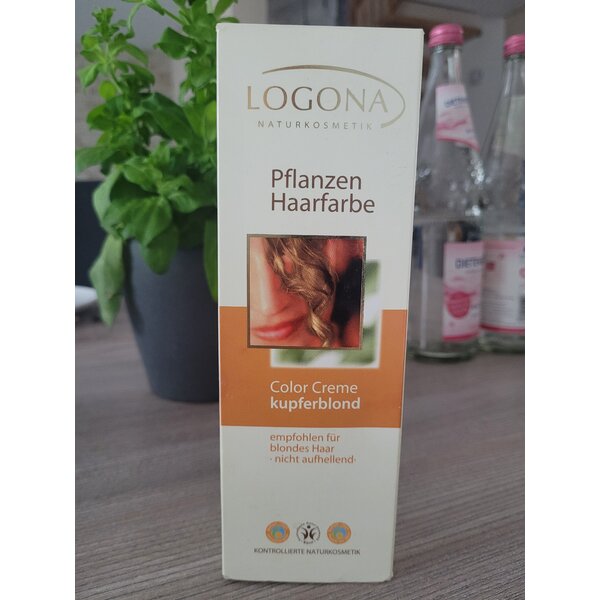 LOGONA
NATURKOSMETIK
Pflanzen
Haarfarbe
Color Creme
kupferblond
empfohlen für
blondes Haar
· nicht aufhellend·
KONTROLLIERTE NATURKOSMETIK